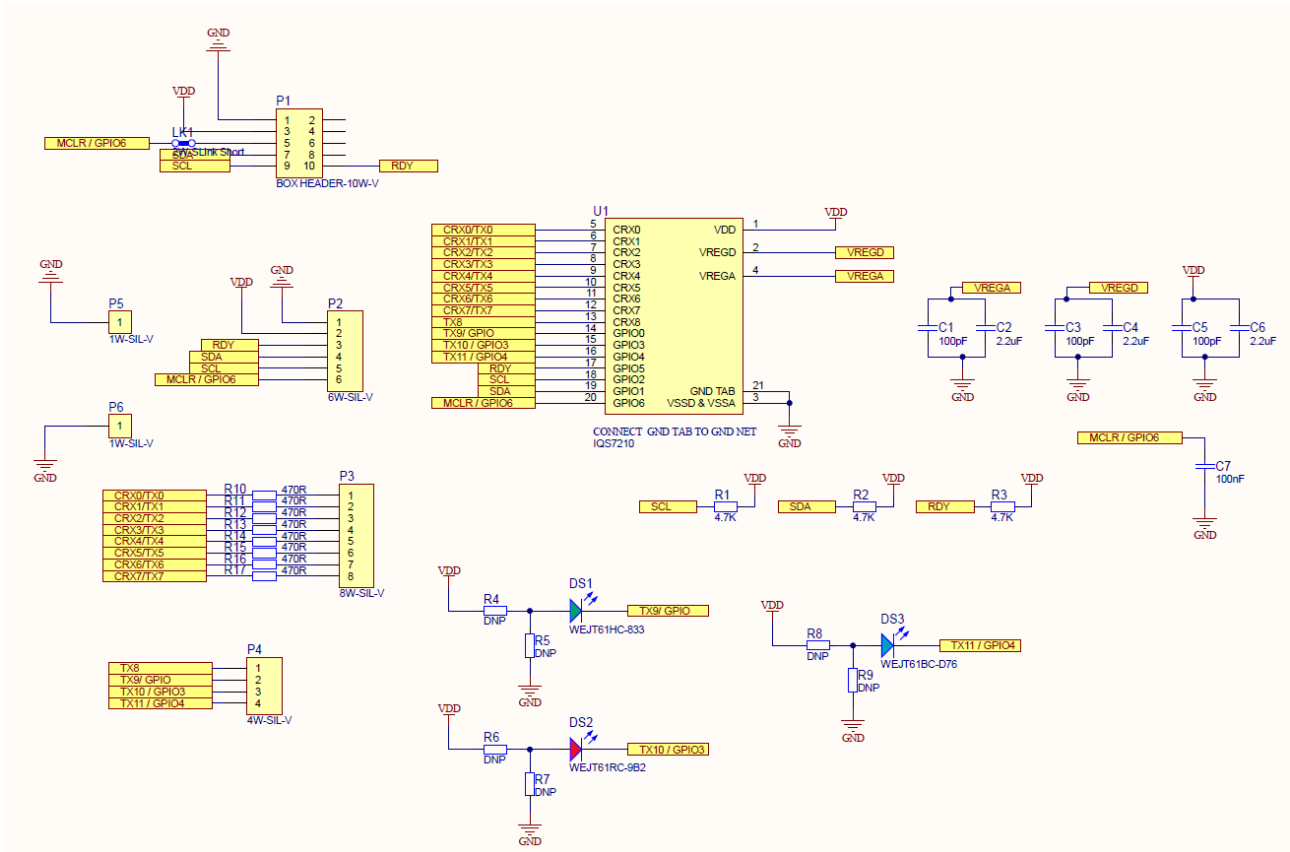 GND
VDD
P1
1 2
3 4
5 6
7 8
9 10
MCLR / GPIO6
LK1
2W-SLink Short
SDA
SCL
RDY
BOX HEADER-10W-V
U1
CRX0/TX0 5 CRX0
CRX1/TX1 6 CRX1
CRX2/TX2 7 CRX2
CRX3/TX3 8 CRX3
CRX4/TX4 9 CRX4
CRX5/TX5 10 CRX5
CRX6/TX6 11 CRX6
CRX7/TX7 12 CRX7
TX8 13 CRX8
TX9/ GPIO 14 GPIO0
TX10 / GPIO3 15 GPIO3
TX11 / GPIO4 16 GPIO4
RDY 17 GPIO5
SCL 18 GPIO2
SDA 19 GPIO1
MCLR / GPIO6 20 GPIO6
VDD 1 VDD
VREGD 2 VREGD
VREGA 4 VREGA
GND TAB 21
VSSD & VSSA 3
GND
CONNECT GND TAB TO GND NET
IQS7210
GND
P5
1
1W-SIL-V
VDD
GND
P2
1
2
RDY 3
SDA 4
SCL 5
MCLR / GPIO6 6
6W-SIL-V
P6
1
1W-SIL-V
GND
VREGA
C1
100pF
C2
2.2uF
GND
VREGD
C3
100pF
C4
2.2uF
GND
VDD
C5
100pF
C6
2.2uF
GND
MCLR / GPIO6
C7
100nF
GND
P3
CRX0/TX0 R10 470R 1
CRX1/TX1 R11 470R 2
CRX2/TX2 R12 470R 3
CRX3/TX3 R13 470R 4
CRX4/TX4 R14 470R 5
CRX5/TX5 R15 470R 6
CRX6/TX6 R16 470R 7
CRX7/TX7 R17 470R 8
8W-SIL-V
SCL R1 VDD
4.7K
SDA R2 VDD
4.7K
RDY R3 VDD
4.7K
P4
TX8 1
TX9/ GPIO 2
TX10 / GPIO3 3
TX11 / GPIO4 4
4W-SIL-V
VDD
R4
DNP
R5
DNP
GND
DS1
WEJT61HC-833
TX9/ GPIO
VDD
R6
DNP
R7
DNP
GND
DS2
WEJT61RC-9B2
TX10 / GPIO3
VDD
R8
DNP
R9
DNP
GND
DS3
WEJT61BC-D76
TX11 / GPIO4